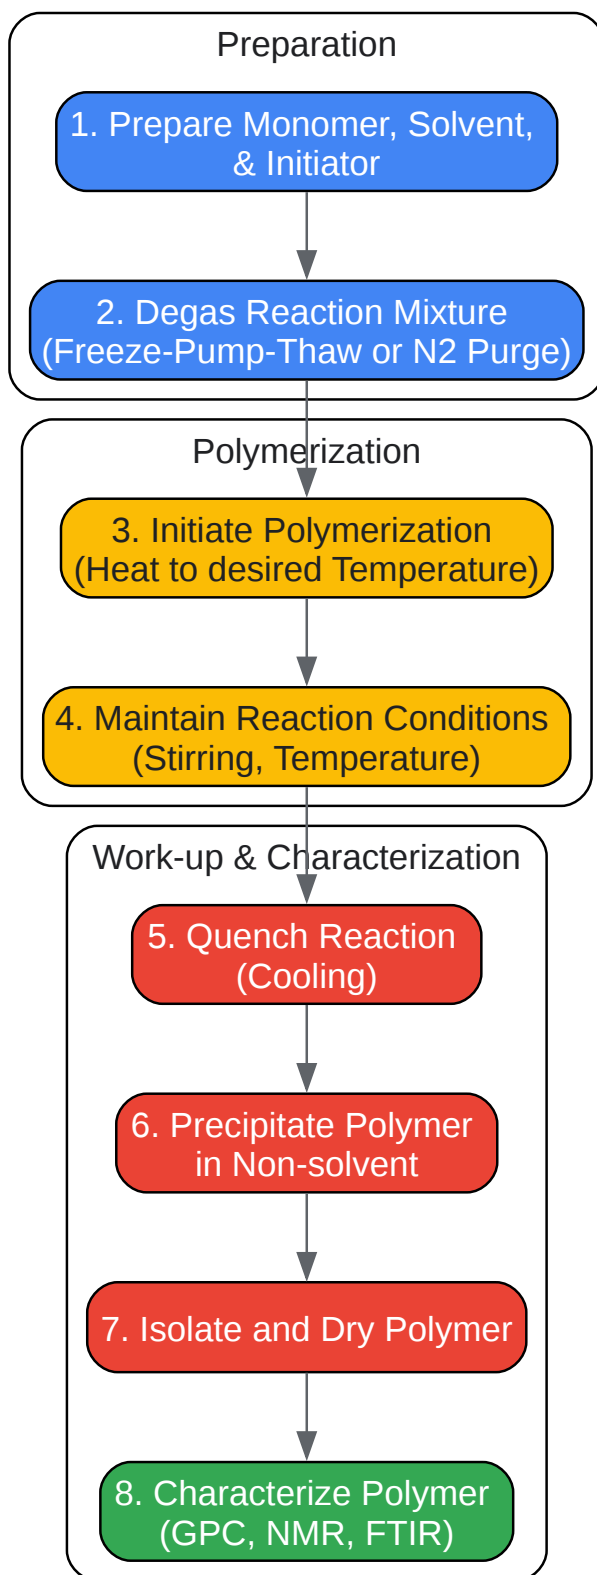 Preparation
1. Prepare Monomer, Solvent,
& Initiator
2. Degas Reaction Mixture
(Freeze-Pump-Thaw or N2 Purge)
Polymerization
3. Initiate Polymerization
(Heat to desired Temperature)
4. Maintain Reaction Conditions
(Stirring, Temperature)
Work-up & Characterization
5. Quench Reaction
(Cooling)
6. Precipitate Polymer
in Non-solvent
7. Isolate and Dry Polymer
8. Characterize Polymer
(GPC, NMR, FTIR)